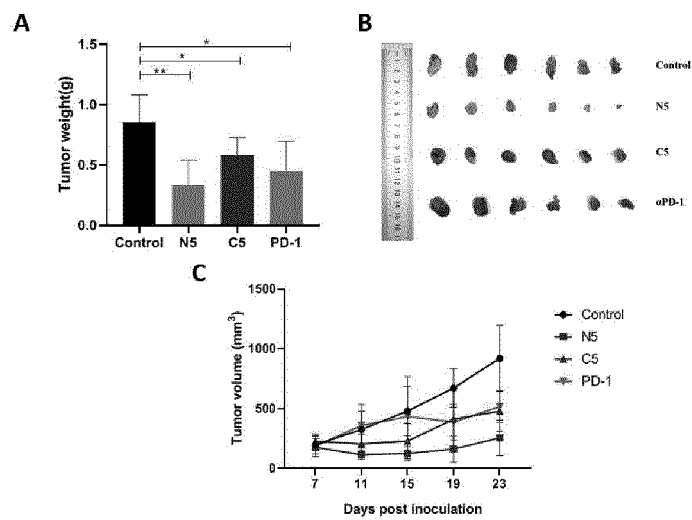 A
Tumor weight(g)
1.5
1.0
0.5
0.0
*
*
**
Control N5 C5 PD-1
B
Control
N5
C5
αPD-1
C
Tumor volume (mm³)
1500
1000
500
0
7 11 15 19 23
Days post inoculation
Control
N5
C5
PD-1